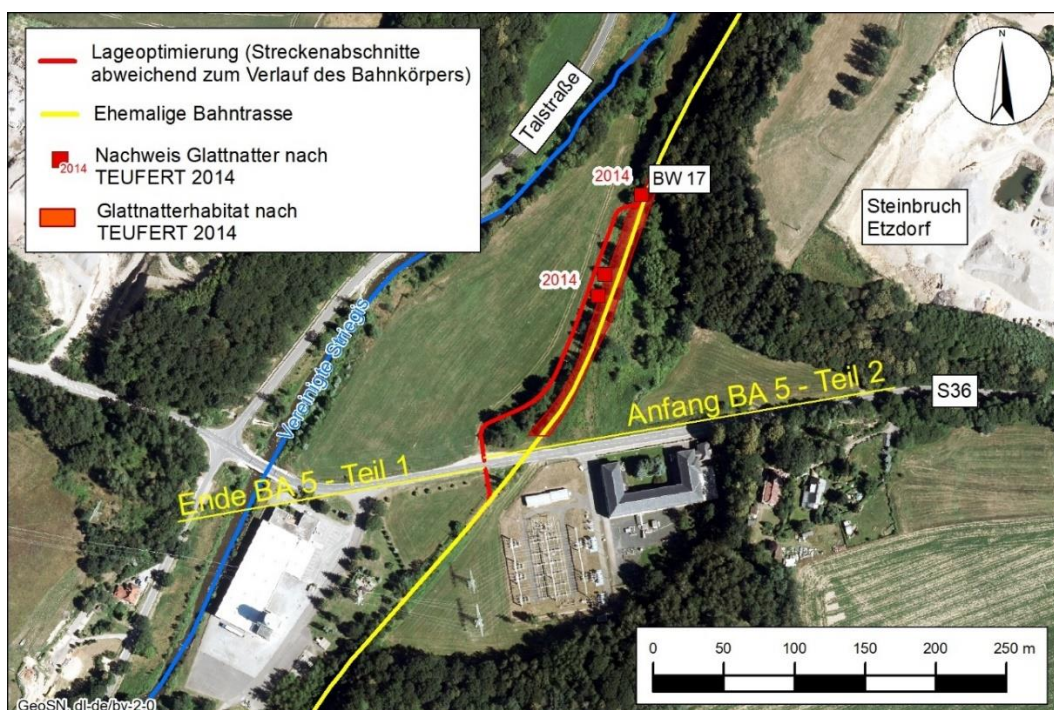 Lageoptimierung (Streckenabschnitte
abweichend zum Verlauf des Bahnkörpers)
Ehemalige Bahntrasse
2014
Nachweis Glattnatter nach
TEUFERT 2014
Glattnatterhabitat nach
TEUFERT 2014
N
Talstraße
2014
BW 17
Steinbruch
Etzdorf
2014
Vereinigte Striegis
Anfang BA 5 - Teil 2
S36
Ende BA 5 - Teil 1
0 50 100 150 200 250 m
GeoSN, dl-de/by-2-0